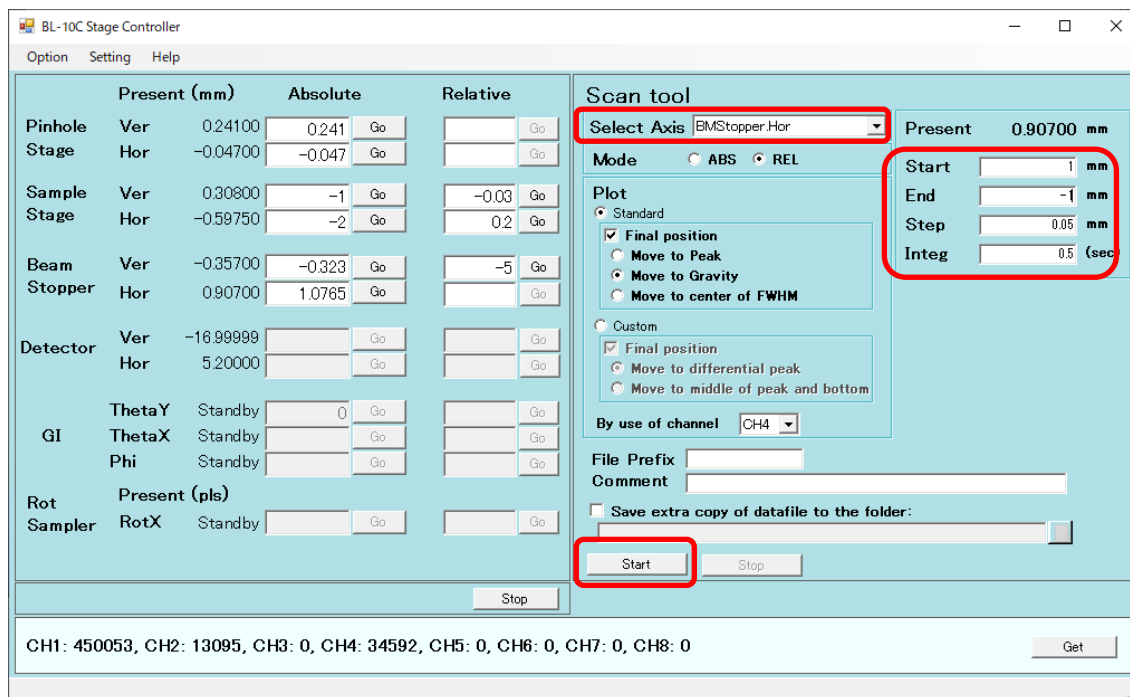 BL-10C Stage Controller
Option Setting Help
Present (mm) Absolute Relative
Pinhole Stage
Ver 0.24100 0.241 Go Go
Hor -0.04700 -0.047 Go Go
Sample Stage
Ver 0.30800 -1 Go -0.03 Go
Hor -0.59750 -2 Go 0.2 Go
Beam Stopper
Ver -0.35700 -0.323 Go -5 Go
Hor 0.90700 1.0765 Go Go
Detector
Ver -16.99999 Go Go
Hor 5.20000 Go Go
GI
ThetaY Standby 0 Go Go
ThetaX Standby Go Go
Phi Standby Go Go
Rot Sampler
Present (pls)
RotX Standby Go Go
Stop
Scan tool
Select Axis BMStopper.Hor
Mode ABS REL
Plot
Standard
Final position
Move to Peak
Move to Gravity
Move to center of FWHM
Custom
Final position
Move to differential peak
Move to middle of peak and bottom
By use of channel CH4
Present 0.90700 mm
Start 1 mm
End -1 mm
Step 0.05 mm
Integ 0.5 (sec)
File Prefix
Comment
Save extra copy of datafile to the folder:
Start Stop
CH1: 450053, CH2: 13095, CH3: 0, CH4: 34592, CH5: 0, CH6: 0, CH7: 0, CH8: 0
Get